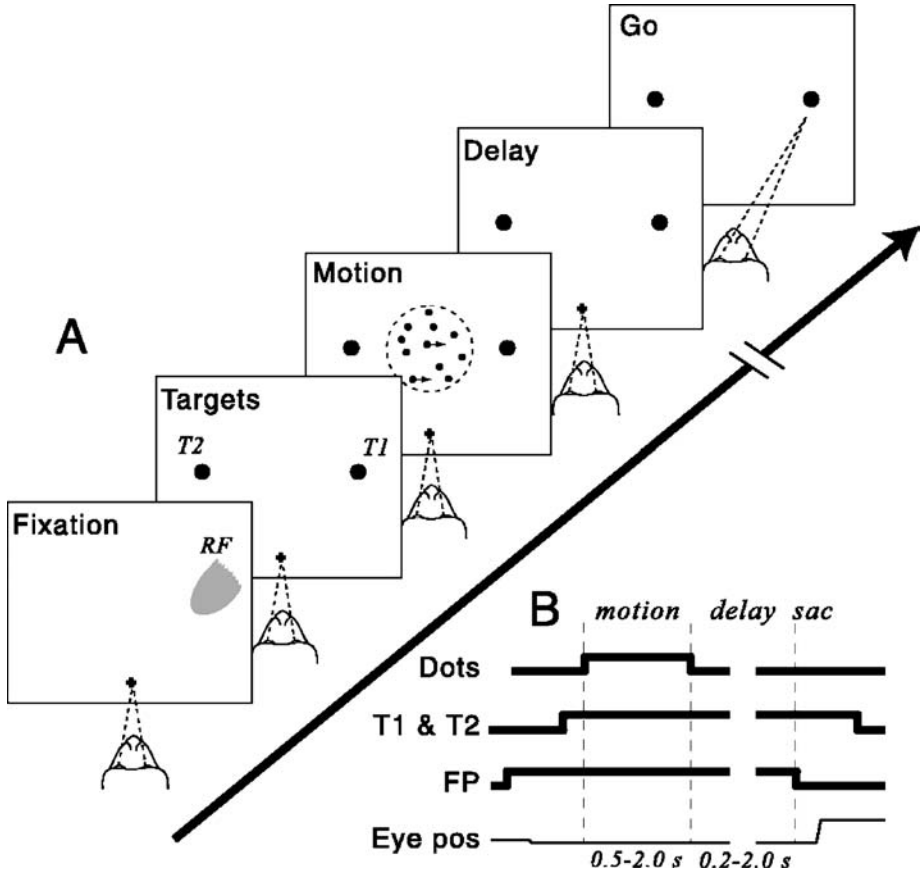 Go
Delay
Motion
A
Targets
T2
T1
Fixation
RF
B
motion delay sac
Dots
T1 & T2
FP
Eye pos
0.5-2.0 s 0.2-2.0 s